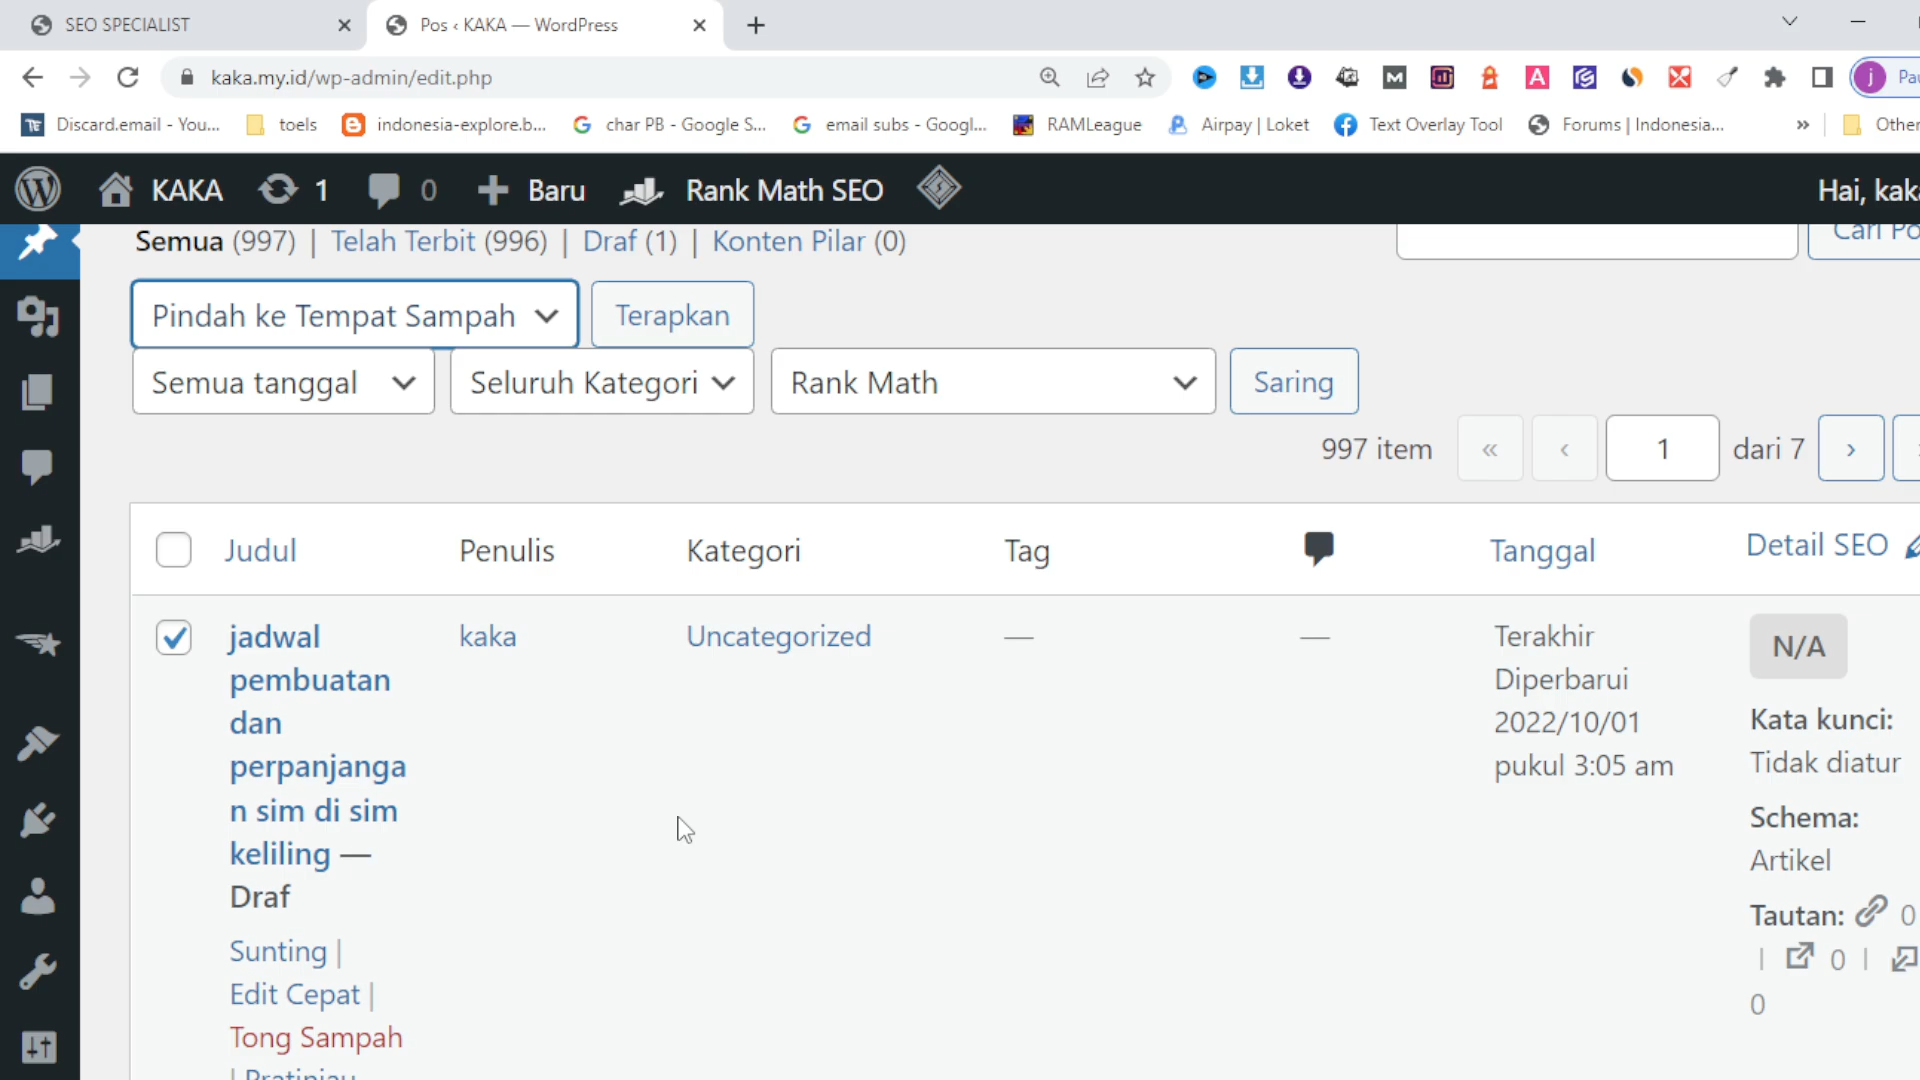 SEO SPECIALIST
Pos ‹ KAKA — WordPress
kaka.my.id/wp-admin/edit.php
Discard.email - You...
toels
indonesia-explore.b...
char PB - Google S...
email subs - Googl...
RAMLeague
Airpay | Loket
Text Overlay Tool
Forums | Indonesia...
»
Other
KAKA
1
0
Baru
Rank Math SEO
Hai, kaka
Semua (997) | Telah Terbit (996) | Draf (1) | Konten Pilar (0)
Cari Po
Pindah ke Tempat Sampah
Terapkan
Semua tanggal
Seluruh Kategori
Rank Math
Saring
997 item
«
‹
1
dari 7
›
Judul
Penulis
Kategori
Tag
Tanggal
Detail SEO
jadwal
pembuatan
dan
perpanjanga
n sim di sim
keliling —
Draf
Sunting |
Edit Cepat |
Tong Sampah
| Pratinjau
kaka
Uncategorized
—
—
Terakhir
Diperbarui
2022/10/01
pukul 3:05 am
N/A
Kata kunci:
Tidak diatur
Schema:
Artikel
Tautan: 0
| 0 |
0